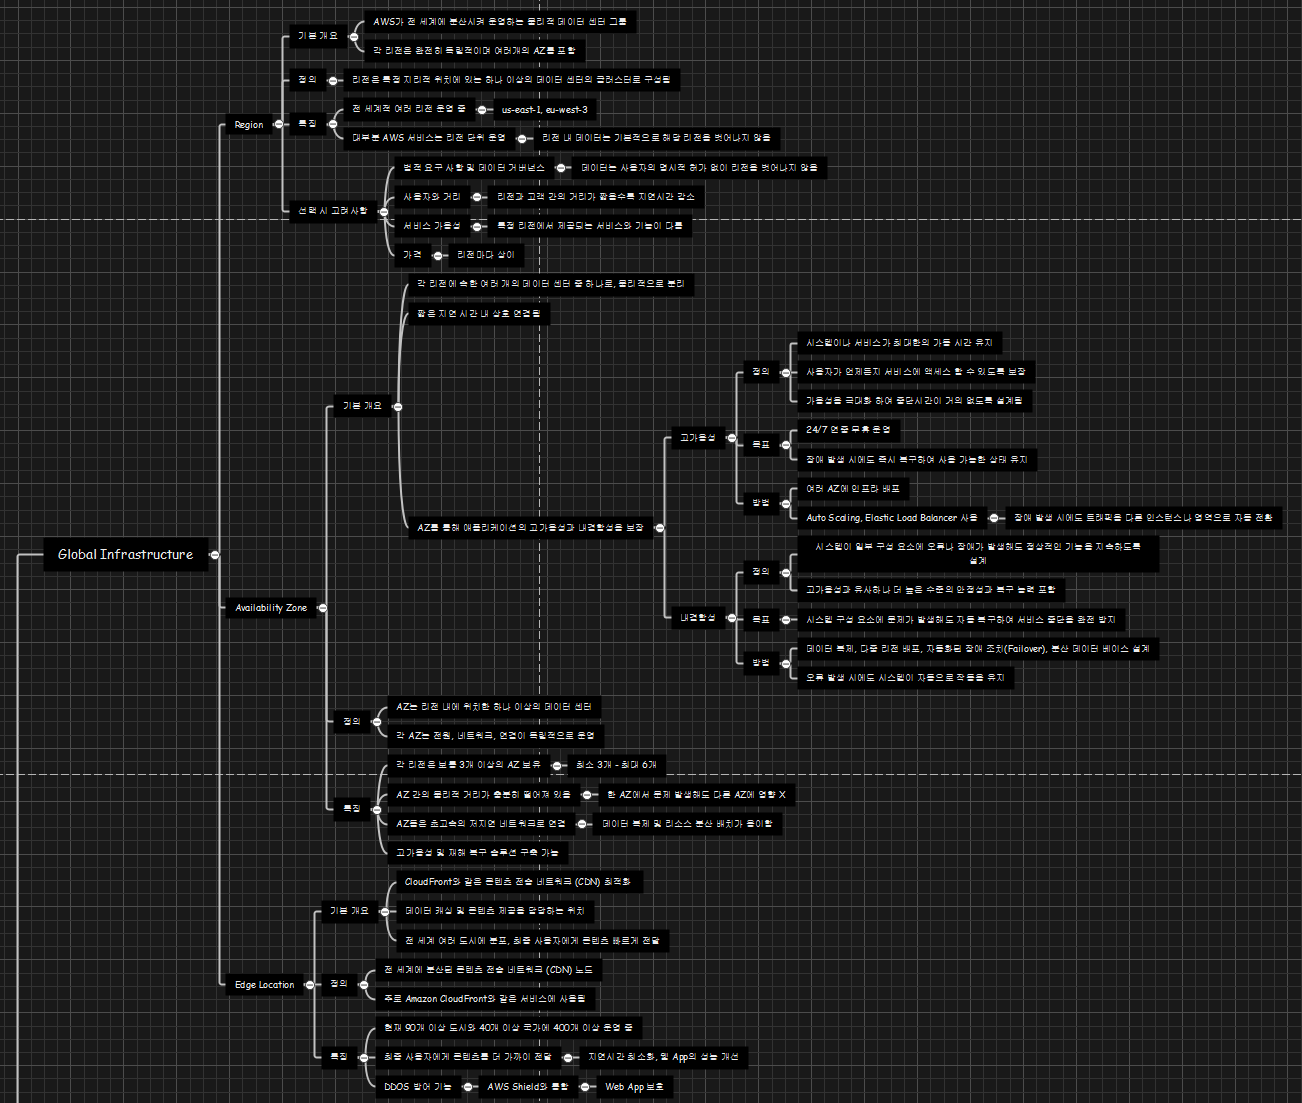 Global Infrastructure
Region
기본 개요
AWS가 전 세계에 분산시켜 운영하는 물리적 데이터 센터 그룹
각 리전은 완전히 독립적이며 여러개의 AZ를 포함
정의
리전은 특정 지리적 위치에 있는 하나 이상의 데이터 센터의 클러스터로 구성됨
특징
전 세계적 여러 리전 운영 중
us-east-1, eu-west-3
대부분 AWS 서비스는 리전 단위 운영
리전 내 데이터는 기본적으로 해당 리전을 벗어나지 않음
선택 시 고려사항
법적 요구 사항 및 데이터 거버넌스
데이터는 사용자의 명시적 허가 없이 리전을 벗어나지 않음
사용자와 거리
리전과 고객 간의 거리가 짧을수록 지연시간 감소
서비스 가용성
특정 리전에서 제공되는 서비스와 기능이 다름
가격
리전마다 상이
Availability Zone
기본 개요
각 리전에 속한 여러 개의 데이터 센터 중 하나로, 물리적으로 분리
짧은 지연 시간 내 상호 연결됨
AZ를 통해 애플리케이션의 고가용성과 내결함성을 보장
고가용성
정의
시스템이나 서비스가 최대한의 가동 시간 유지
사용자가 언제든지 서비스에 액세스 할 수 있도록 보장
가용성을 극대화 하여 중단시간이 거의 없도록 설계됨
목표
24/7 연중 무휴 운영
장애 발생 시에도 즉시 복구하여 사용 가능한 상태 유지
방법
여러 AZ에 인프라 배포
Auto Scaling, Elastic Load Balancer 사용
장애 발생 시에도 트래픽을 다른 인스턴스나 영역으로 자동 전환
내결함성
정의
시스템이 일부 구성 요소에 오류나 장애가 발생해도 정상적인 기능을 지속하도록
설계
고가용성과 유사하나 더 높은 수준의 안정성과 복구 능력 포함
목표
시스템 구성 요소에 문제가 발생해도 자동 복구하여 서비스 중단을 완전 방지
방법
데이터 복제, 다중 리전 배포, 자동화된 장애 조치(Failover), 분산 데이터 베이스 설계
오류 발생 시에도 시스템이 자동으로 작동을 유지
정의
AZ는 리전 내에 위치한 하나 이상의 데이터 센터
각 AZ는 전원, 네트워크, 연결이 독립적으로 운영
특징
각 리전은 보통 3개 이상의 AZ 보유
최소 3개 - 최대 6개
AZ 간의 물리적 거리가 충분히 떨어져 있음
한 AZ에서 문제 발생해도 다른 AZ에 영향 X
AZ들은 초고속의 저지연 네트워크로 연결
데이터 복제 및 리소스 분산 배치가 용이함
고가용성 및 재해 복구 솔루션 구축 가능
Edge Location
기본 개요
CloudFront와 같은 콘텐츠 전송 네트워크 (CDN) 최적화
데이터 캐싱 및 콘텐츠 제공을 담당하는 위치
전 세계 여러 도시에 분포, 최종 사용자에게 콘텐츠 빠르게 전달
정의
전 세계에 분산된 콘텐츠 전송 네트워크 (CDN) 노드
주로 Amazon CloudFront와 같은 서비스에 사용됨
특징
현재 90개 이상 도시와 40개 이상 국가에 400개 이상 운영 중
최종 사용자에게 콘텐츠를 더 가까이 전달
지연시간 최소화, 웹 App의 성능 개선
DDOS 방어 기능
AWS Shield와 통합
Web App 보호